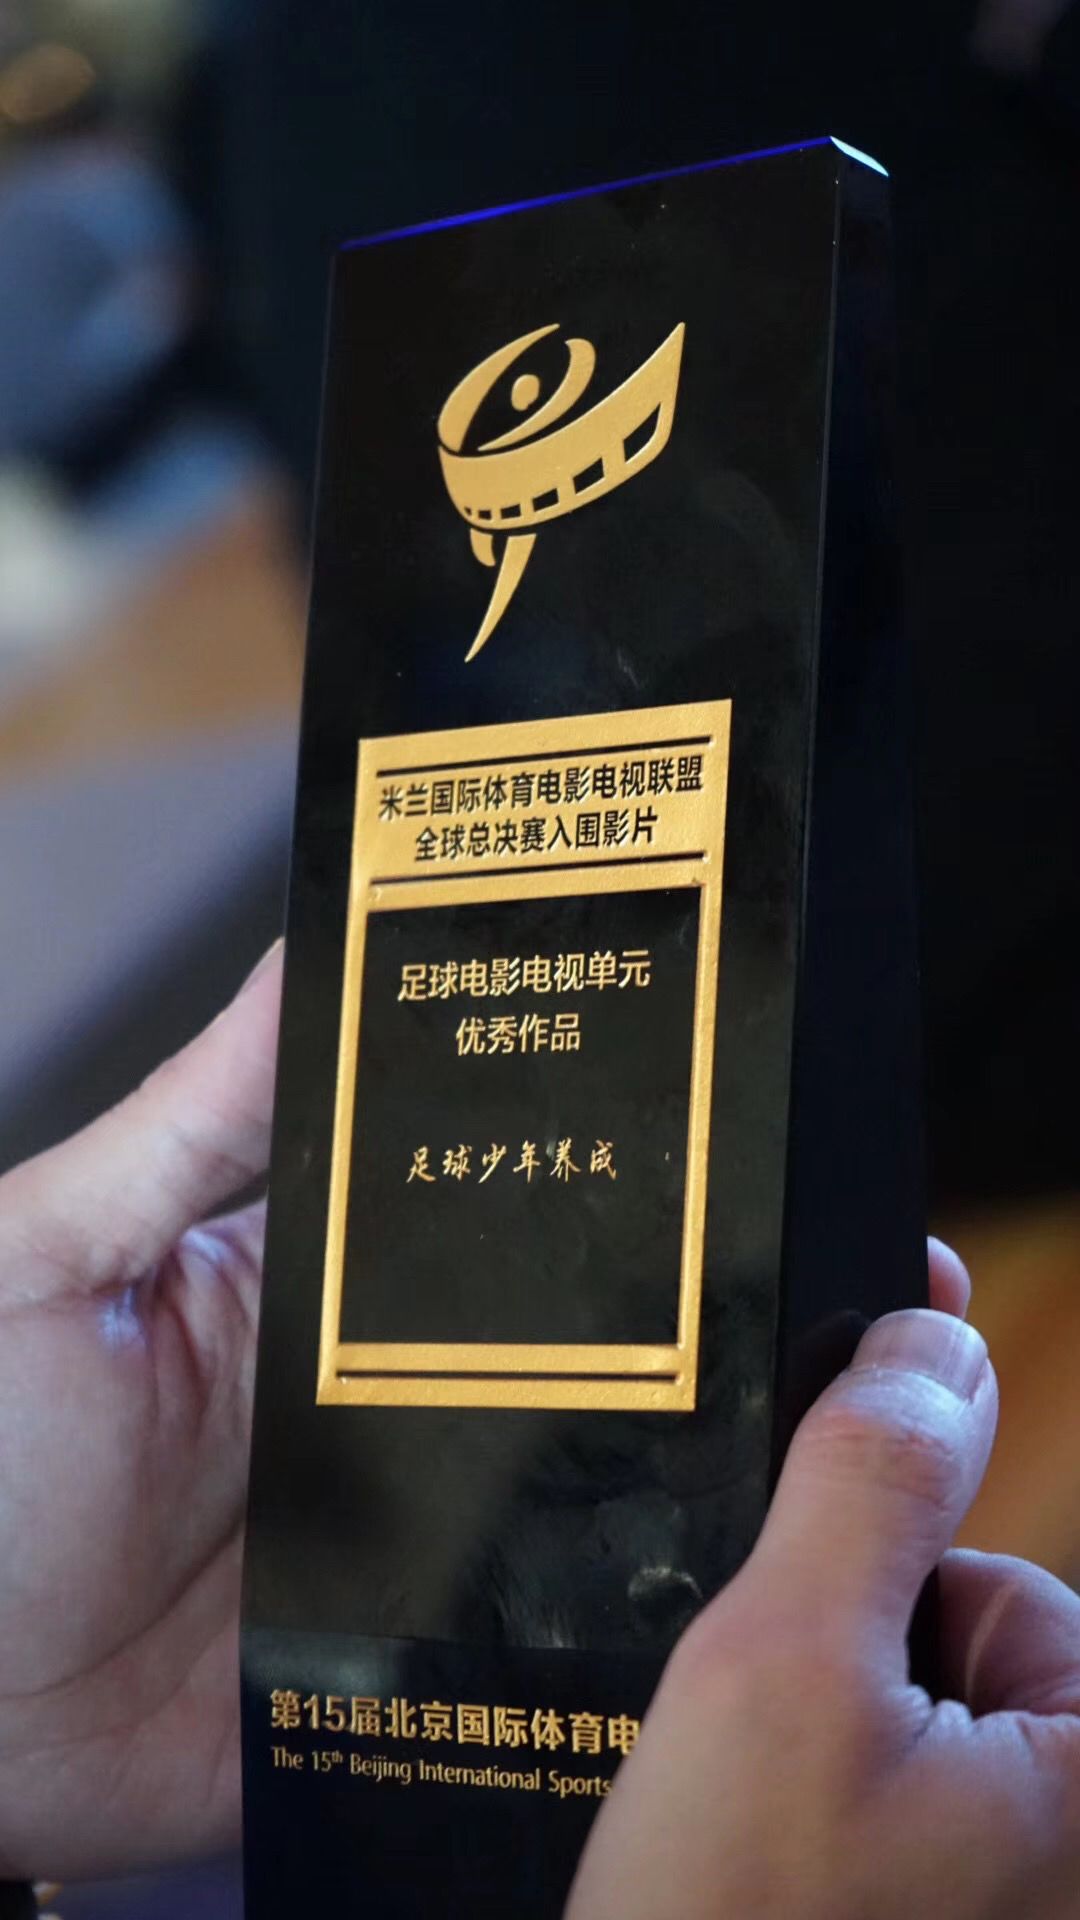 米兰国际体育电影电视联盟
全球总决赛入围影片
足球电影电视单元
优秀作品
足球少年养成
第15届北京国际体育电
The 15th Beijing International Sports